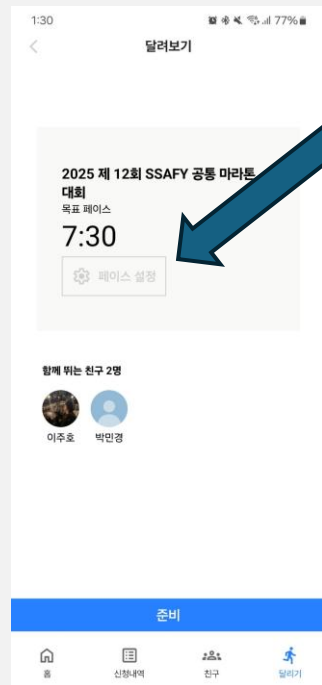 1:30
77%
달려보기
2025 제 12회 SSAFY 공통 마라톤
대회
목표 페이스
7:30
페이스 설정
함께 뛰는 친구 2명
이주호 박민경
준비
홈 신청내역 친구 달리기